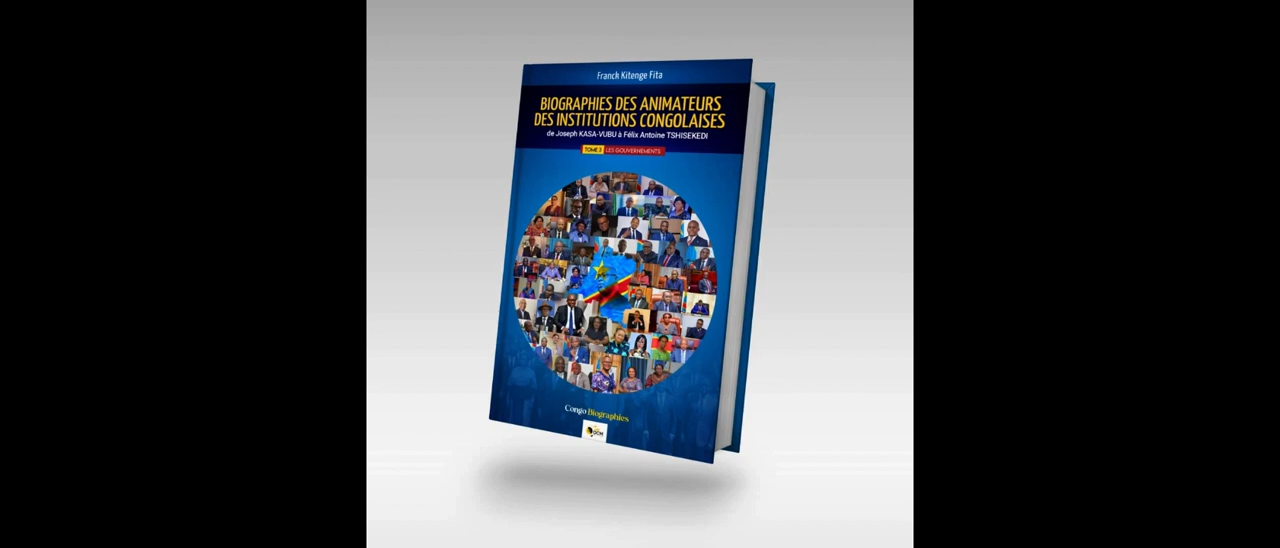 Franck Kitenge Fita
BIOGRAPHIES DES ANIMATEURS
DES INSTITUTIONS CONGOLAISES
de Joseph KASA-VUBU à Félix Antoine TSHISEKEDI
TOME 3 LES GOUVERNEMENTS
Congo Biographies